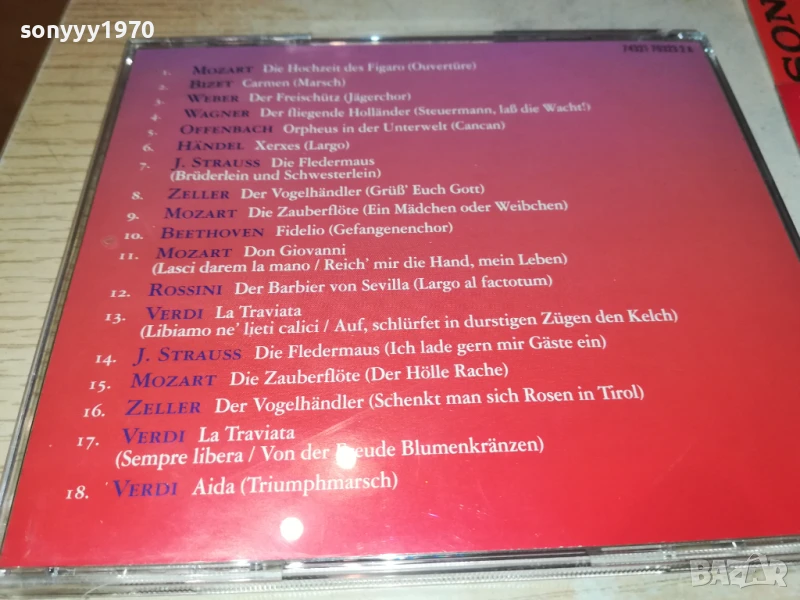 sonyyy1970
1. MOZART Die Hochzeit des Figaro (Ouvertüre)
2. BIZET Carmen (Marsch)
3. WEBER Der Freischütz (Jägerchor)
4. WAGNER Der fliegende Holländer (Steuermann, laß die Wacht!)
5. OFFENBACH Orpheus in der Unterwelt (Cancan)
6. HÄNDEL Xerxes (Largo)
7. J. STRAUSS Die Fledermaus
(Brüderlein und Schwesterlein)
8. ZELLER Der Vogelhändler (Grüß' Euch Gott)
9. MOZART Die Zauberflöte (Ein Mädchen oder Weibchen)
10. BEETHOVEN Fidelio (Gefangenenchor)
11. MOZART Don Giovanni
(Lasci darem la mano / Reich' mir die Hand, mein Leben)
12. ROSSINI Der Barbier von Sevilla (Largo al factotum)
13. VERDI La Traviata
(Libiamo ne' lieti calici / Auf, schlürfet in durstigen Zügen den Kelch)
14. J. STRAUSS Die Fledermaus (Ich lade gern mir Gäste ein)
15. MOZART Die Zauberflöte (Der Hölle Rache)
16. ZELLER Der Vogelhändler (Schenkt man sich Rosen in Tirol)
17. VERDI La Traviata
(Sempre libera / Von der Freude Blumenkränzen)
18. VERDI Aida (Triumphmarsch)
BAZAR